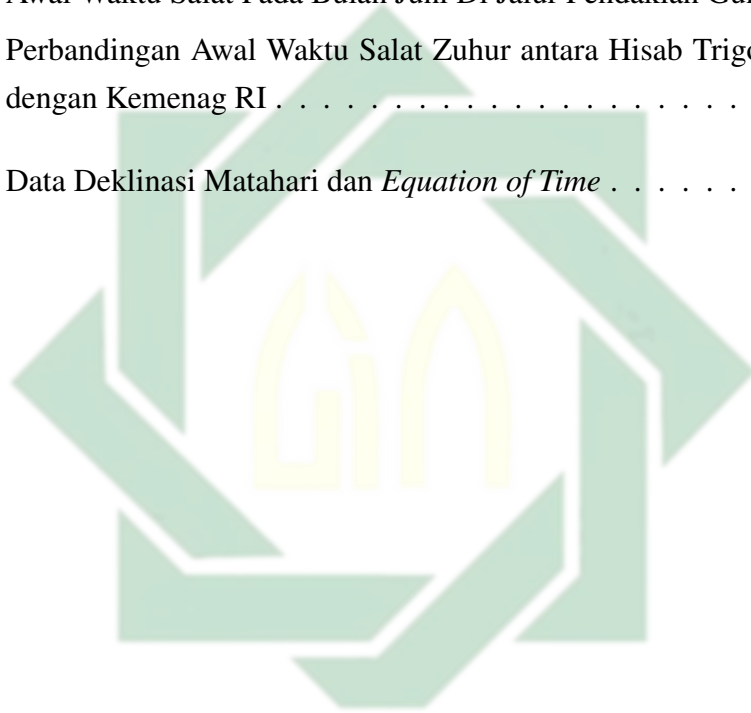 Awal Waktu Salat Pada Bulan Juni Di Jalur Pendakian
Perbandingan Awal Waktu Salat Zuhur antara Hisab
dengan Kemenag RI . . . . . . . . . . . . . . . . . . . . .
Data Deklinasi Matahari dan Equation of Time . . . . . .